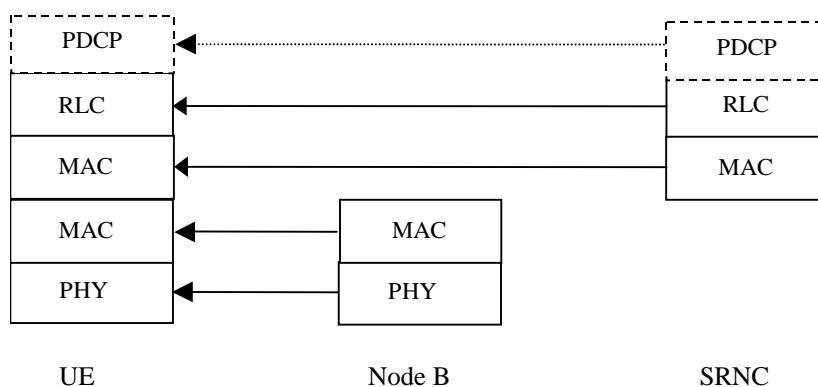 PDCP PDCP
RLC RLC
MAC MAC
MAC MAC
PHY PHY
UE Node B SRNC